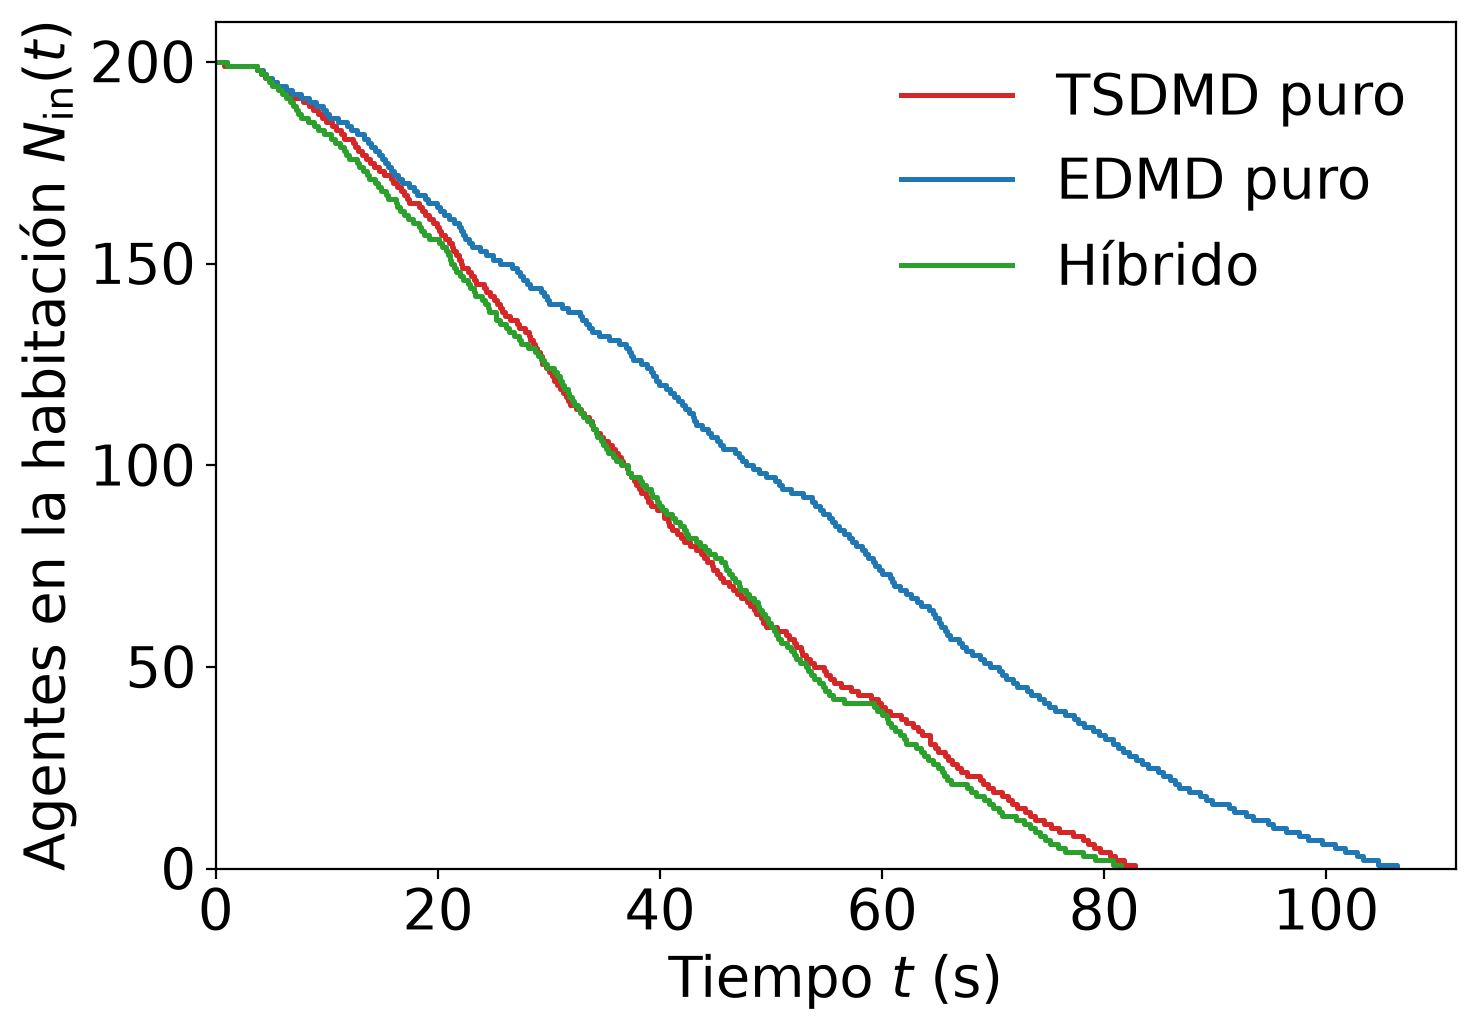 Agentes en la habitación N_in(t)
200
150
100
50
0
TSDMD puro
EDMD puro
Híbrido
0 20 40 60 80 100
Tiempo t (s)